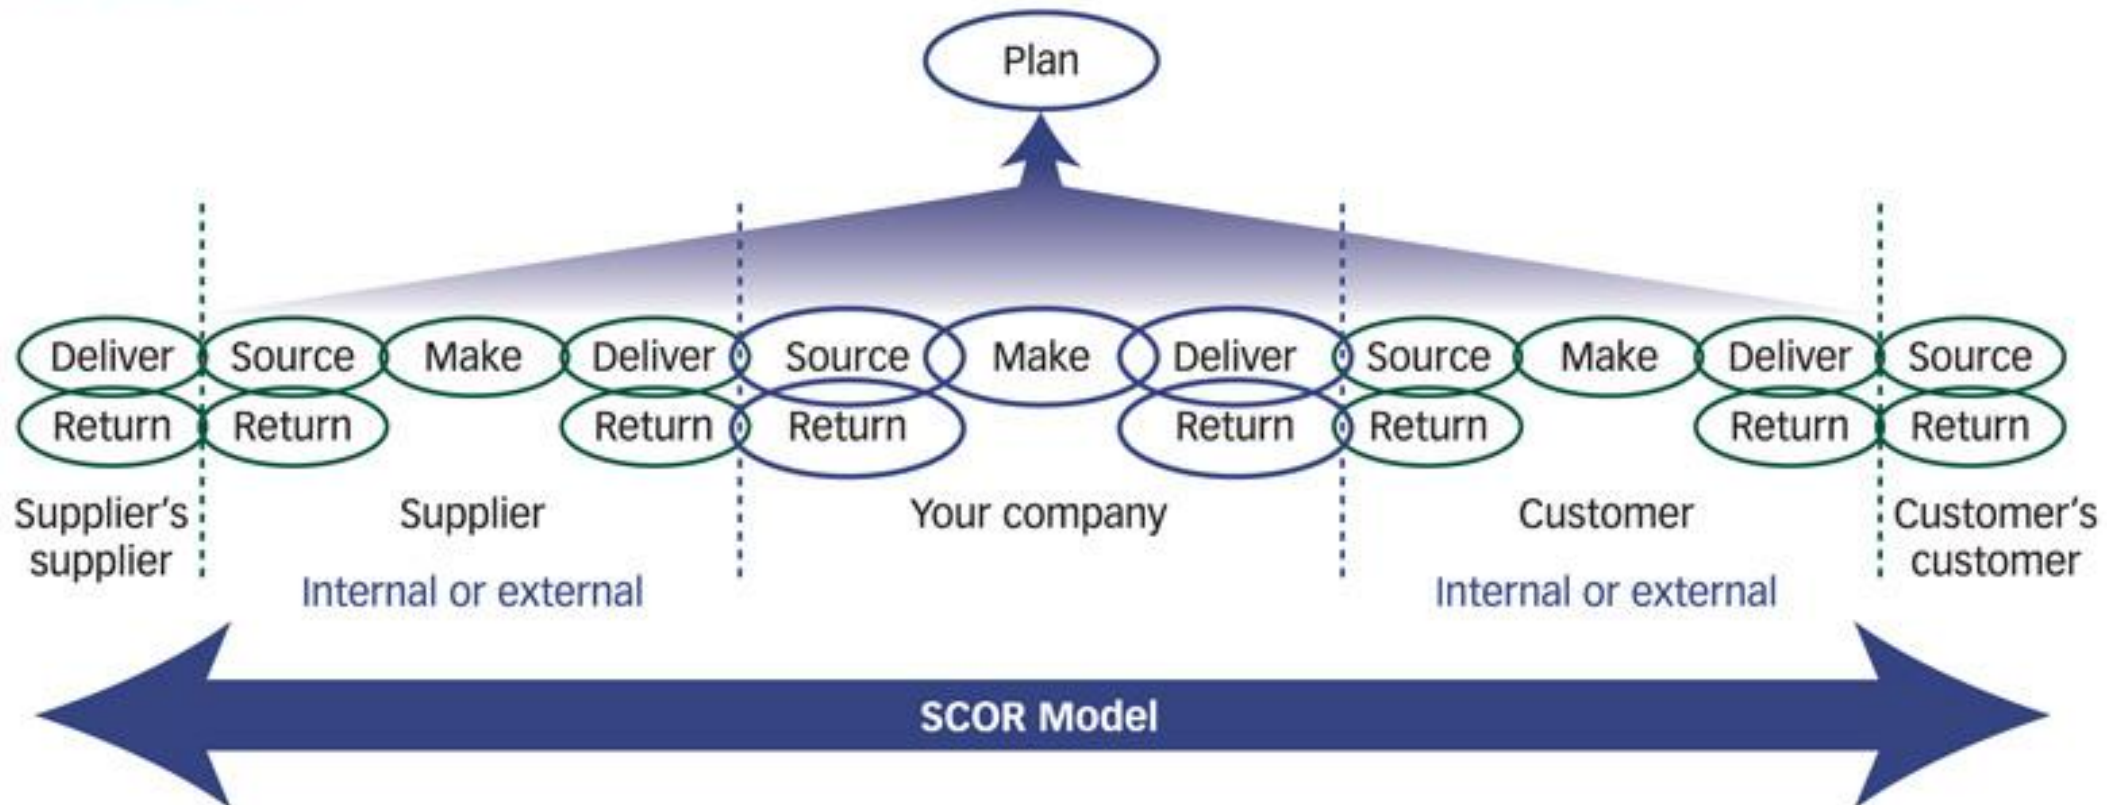 Plan
Deliver Source Make Deliver Source Make Deliver Source Make Deliver Source
Return Return Return Return Return Return Return Return
Supplier's
supplier
Supplier
Your company
Customer
Customer's
customer
Internal or external
Internal or external
SCOR Model